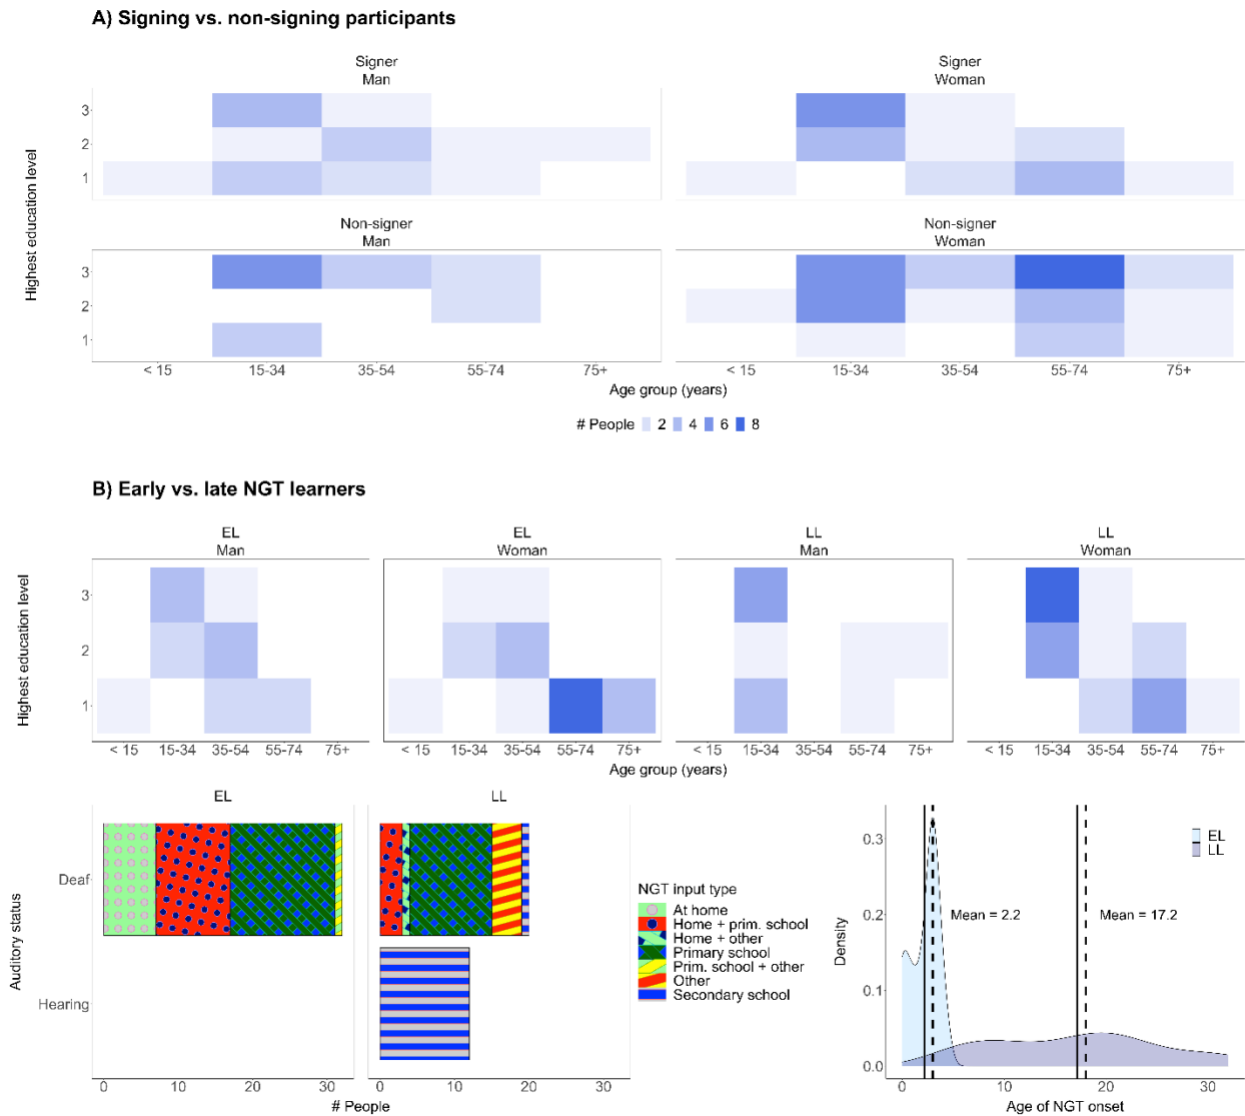 A) Signing vs. non-signing participants
Signer
Man
Signer
Woman
3
2
1
Non-signer
Man
Non-signer
Woman
3
2
1
Highest education level
< 15
15-34
35-54
55-74
75+
< 15
15-34
35-54
55-74
75+
Age group (years)
# People 2 4 6 8
B) Early vs. late NGT learners
EL
Man
EL
Woman
LL
Man
LL
Woman
Highest education level
3
2
1
< 15 15-34 35-54 55-74 75+
< 15 15-34 35-54 55-74 75+
< 15 15-34 35-54 55-74 75+
< 15 15-34 35-54 55-74 75+
Age group (years)
EL
LL
Auditory status
Deaf
Hearing
0 10 20 30
0 10 20 30
# People
NGT input type
At home
Home + prim. school
Home + other
Primary school
Prim. school + other
Other
Secondary school
Density
0.3
0.2
0.1
0.0
EL
LL
Mean = 2.2
Mean = 17.2
0 10 20 30
Age of NGT onset